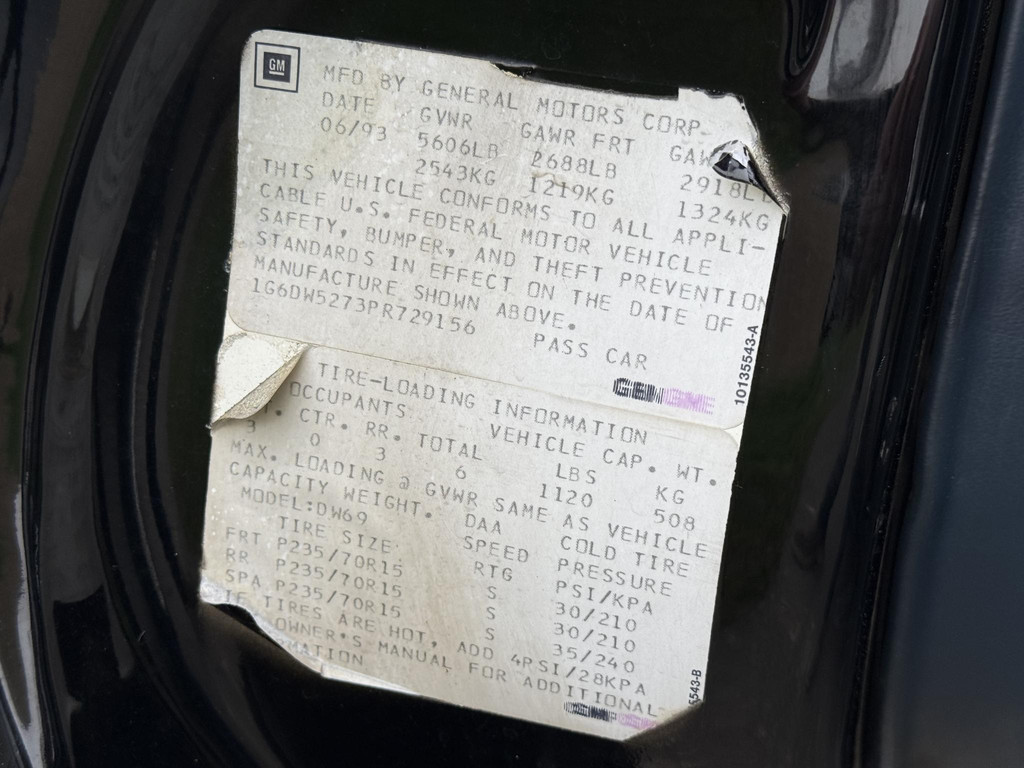 GM
MFD BY GENERAL MOTORS CORP
DATE GVWR GAWR FRT
06/93 5606LB 2688LB
2543KG 1219KG 1324KG
THIS VEHICLE CONFORMS TO ALL APPLI-
CABLE U.S. FEDERAL MOTOR VEHICLE
SAFETY, BUMPER, AND THEFT PREVENTION
STANDARDS IN EFFECT ON THE DATE OF
MANUFACTURE SHOWN ABOVE.
1G6DW5273PR729156 PASS CAR
10135543-A
TIRE-LOADING INFORMATION
OCCUPANTS VEHICLE CAP. WT.
CTR. RR. TOTAL LBS KG
3 0 3 6 1120 508
MAX. LOADING @ GVWR SAME AS VEHICLE
CAPACITY WEIGHT. DAA COLD TIRE
MODEL:DW69 SPEED PRESSURE
TIRE SIZE RTG PSI/KPA
FRT P235/70R15 S 30/210
RR P235/70R15 S 30/210
SPA P235/70R15 35/240
IF TIRES ARE HOT, ADD 4PSI/28KPA
OWNER'S MANUAL FOR ADDITIONAL
5543-B